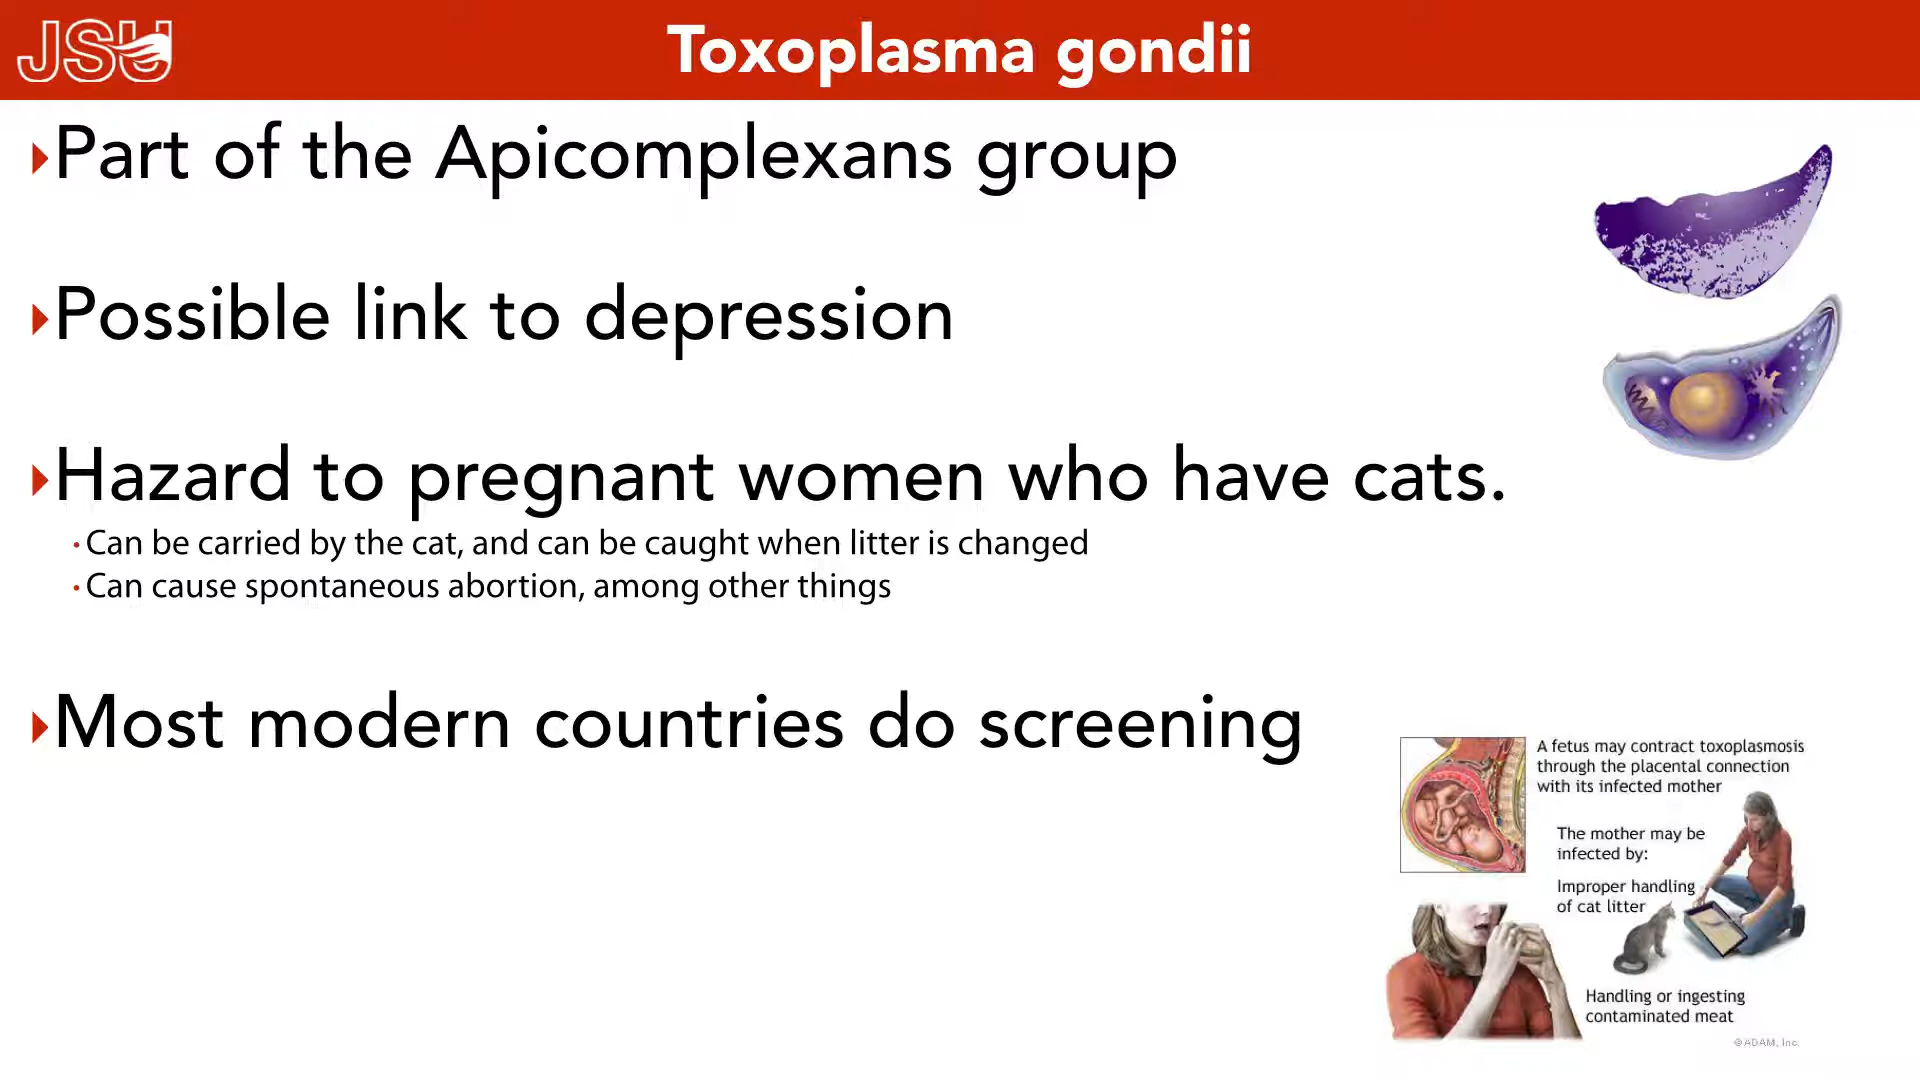 JSU
Toxoplasma gondii
Part of the Apicomplexans group
Possible link to depression
Hazard to pregnant women who have cats.
Can be carried by the cat, and can be caught when litter is changed
Can cause spontaneous abortion, among other things
Most modern countries do screening
A fetus may contract toxoplasmosis
through the placental connection
with its infected mother
The mother may be
infected by:
Improper handling
of cat litter
Handling or ingesting
contaminated meat
©ADAM, Inc.